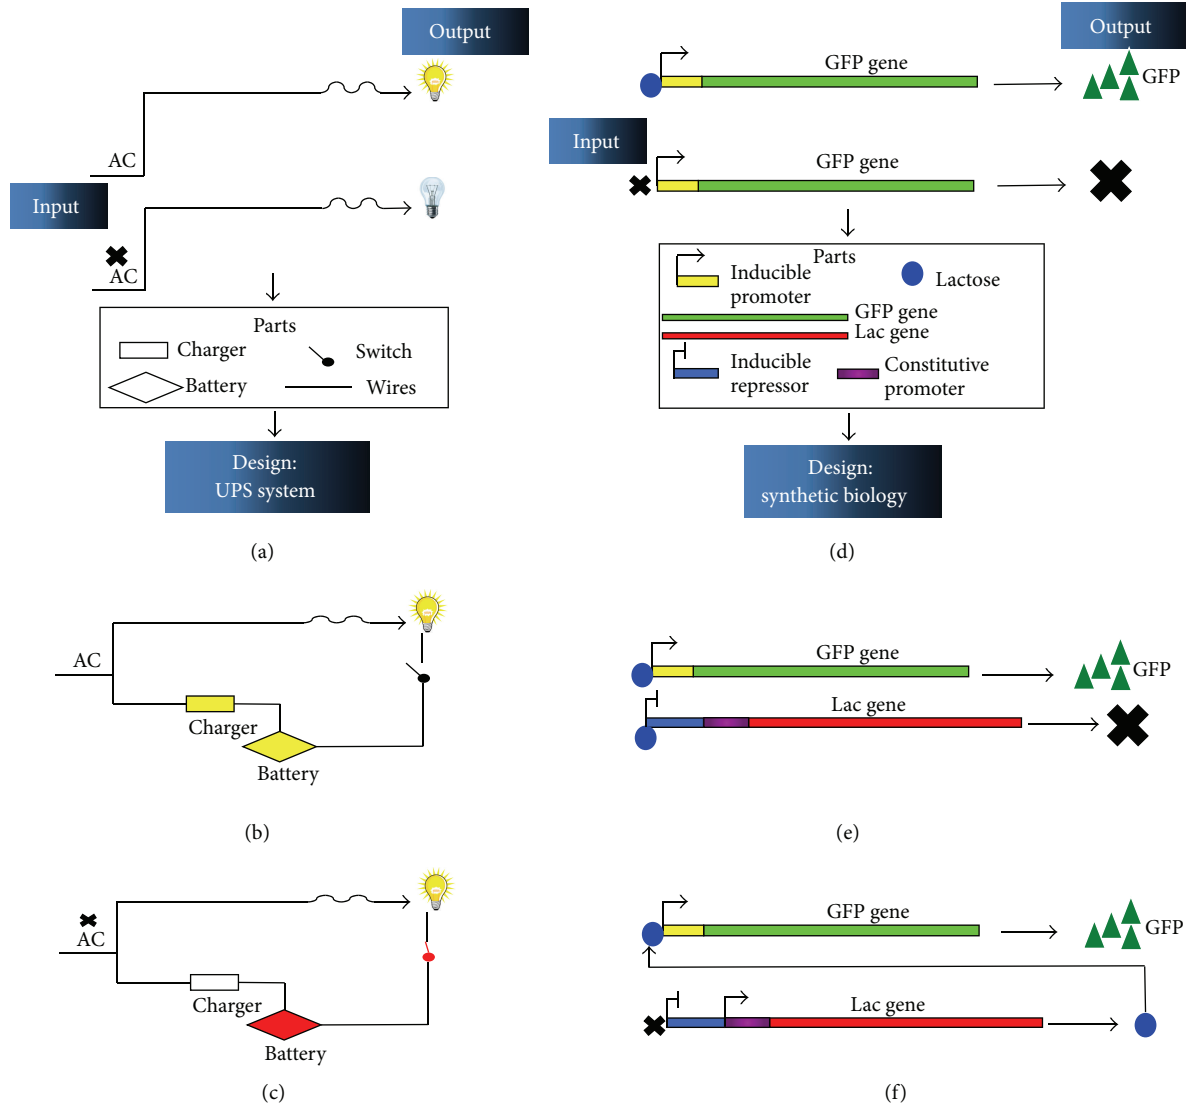 Output
AC
Input
AC
Parts
Charger
Switch
Battery
Wires
Design:
UPS system
(a)
Output
GFP gene
GFP
Input
GFP gene
Parts
Inducible
promoter
Lactose
GFP gene
Lac gene
Inducible
repressor
Constitutive
promoter
Design:
synthetic biology
(d)
AC
Charger
Battery
(b)
GFP gene
GFP
Lac gene
(e)
AC
Charger
Battery
(c)
GFP gene
GFP
Lac gene
(f)